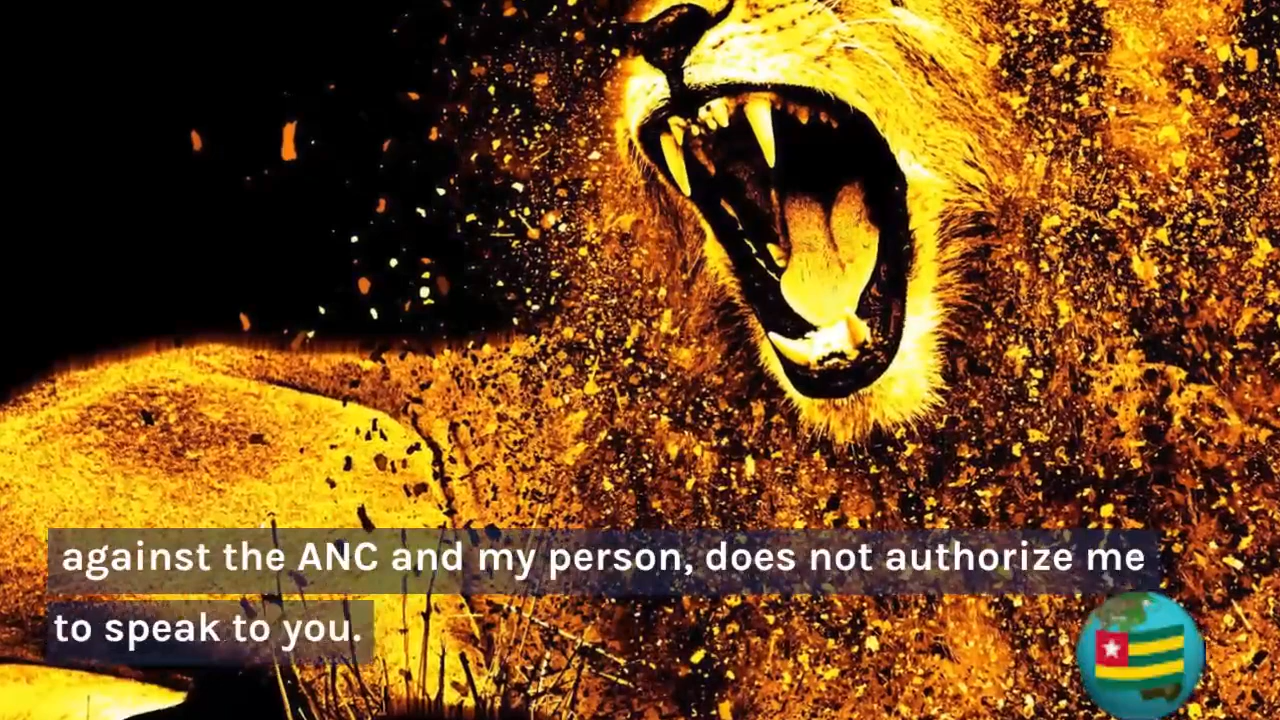 against the ANC and my person, does not authorize me
to speak to you.